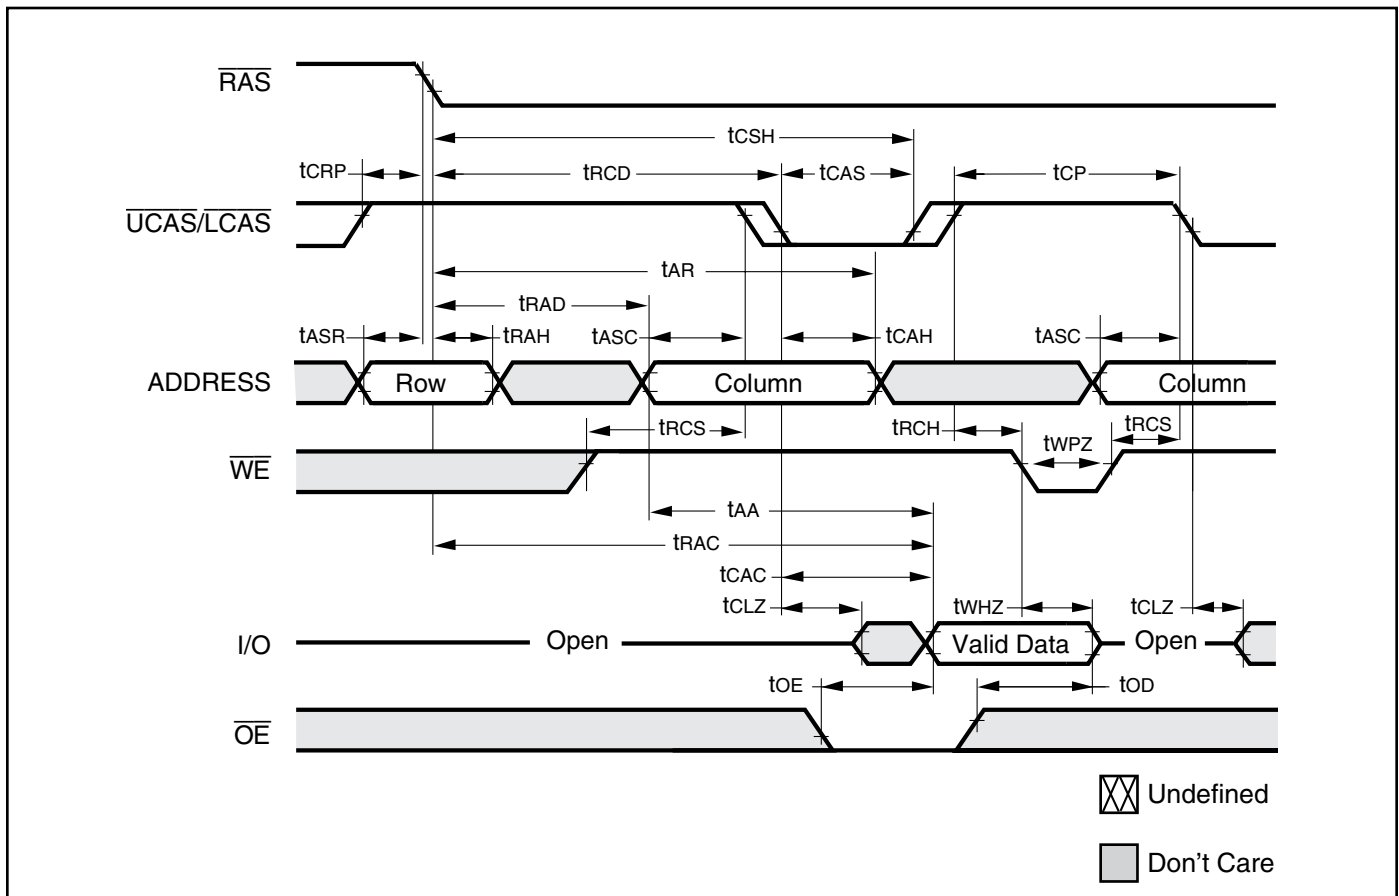 RAS
tCSH
tCRP
tRCD
tCAS
tCP
UCAS/LCAS
tAR
tRAD
tASR
tRAH
tASC
tCAH
tASC
ADDRESS
Row
Column
Column
tRCS
tRCH
tWPZ
tRCS
WE
tAA
tRAC
tCAC
tCLZ
tWHZ
tCLZ
I/O
Open
Valid Data
Open
tOE
tOD
OE
Undefined
Don't Care